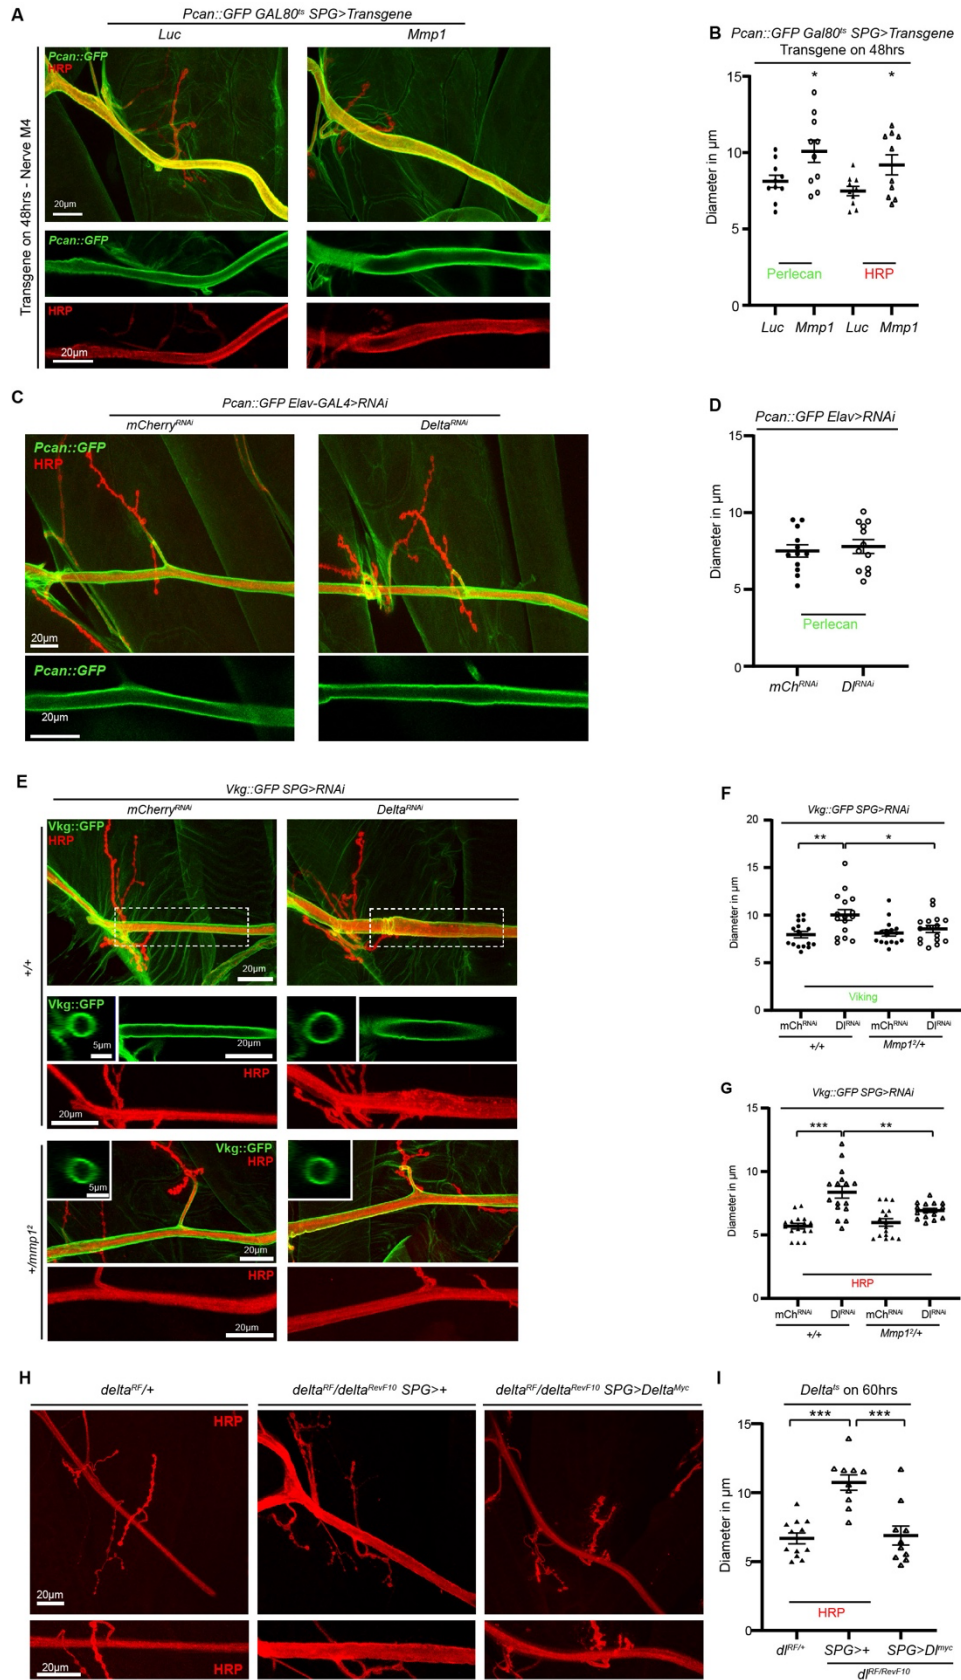 A
Pcan::GFP GAL80ts SPG>Transgene
Luc
Mmp1
Transgene on 48hrs - Nerve M4
Pcan::GFP
HRP
20µm
Pcan::GFP
HRP
20µm
B
Pcan::GFP Gal80ts SPG>Transgene
Transgene on 48hrs
Diameter in µm
15
10
5
0
*
*
Perlecan
HRP
Luc
Mmp1
Luc
Mmp1
C
Pcan::GFP Elav-GAL4>RNAi
mCherryRNAi
DeltaRNAi
Pcan::GFP
HRP
20µm
Pcan::GFP
20µm
D
Pcan::GFP Elav>RNAi
Diameter in µm
15
10
5
0
Perlecan
mChRNAi
DlRNAi
E
Vkg::GFP SPG>RNAi
mCherryRNAi
DeltaRNAi
+/+
Vkg::GFP
HRP
20µm
20µm
Vkg::GFP
5µm
20µm
20µm
HRP
20µm
+/mmp1²
Vkg::GFP
HRP
5µm
20µm
20µm
HRP
20µm
20µm
F
Vkg::GFP SPG>RNAi
Diameter in µm
20
15
10
5
0
**
*
Viking
mChRNAi
DlRNAi
mChRNAi
DlRNAi
+/+
Mmp1²/+
G
Vkg::GFP SPG>RNAi
Diameter in µm
15
10
5
0
***
**
HRP
mChRNAi
DlRNAi
mChRNAi
DlRNAi
+/+
Mmp1²/+
H
deltaRF/+
deltaRF/deltaRevF10 SPG>+
deltaRF/deltaRevF10 SPG>DeltaMyc
HRP
20µm
20µm
HRP
I
Deltats on 60hrs
Diameter in µm
15
10
5
0
***
***
HRP
dlRF/+
SPG>+
SPG>Dlmyc
dlRF/RevF10